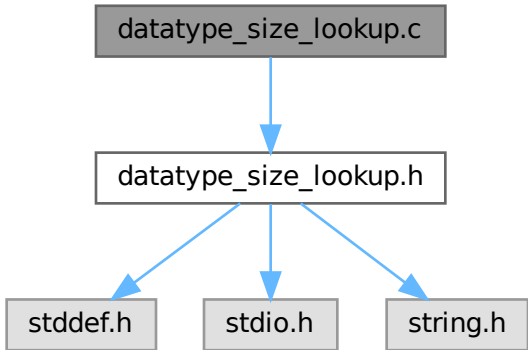 datatype_size_lookup.c
datatype_size_lookup.h
stddef.h
stdio.h
string.h